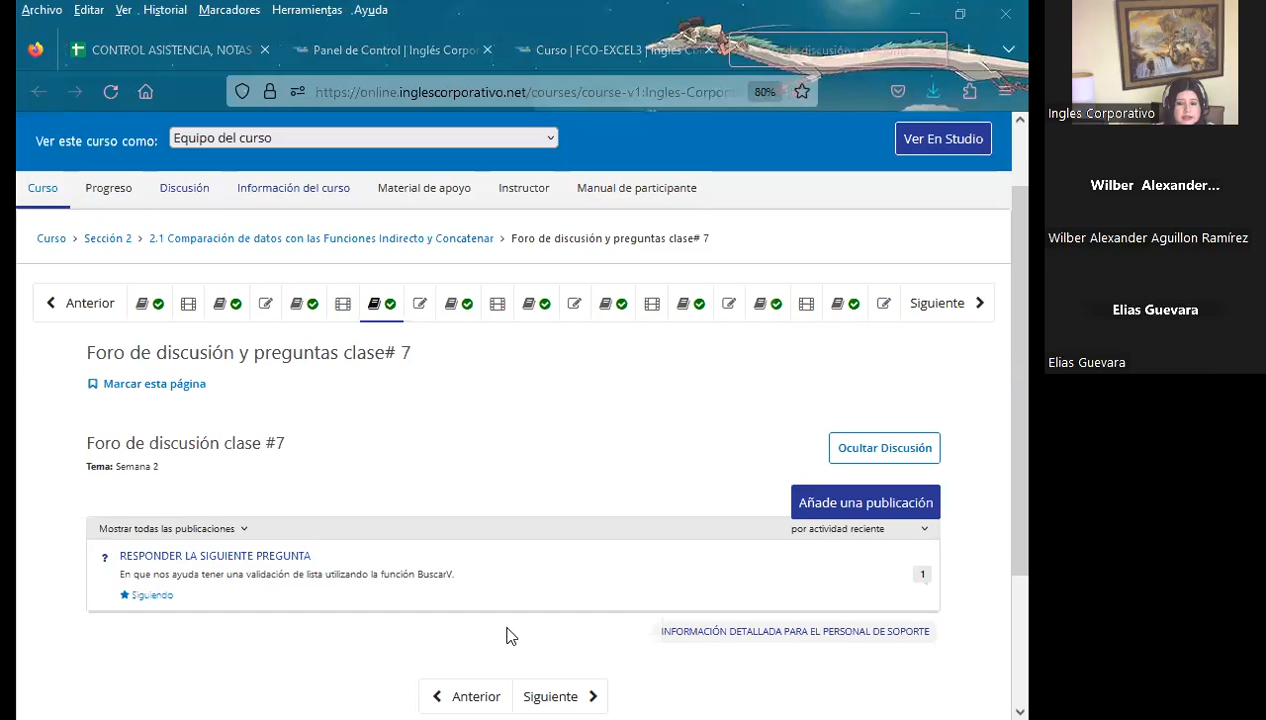 Archivo Editar Ver Historial Marcadores Herramientas Ayuda
CONTROL ASISTENCIA, NOTAS
Panel de Control | Inglés Corpor
Curso | FCO-EXCEL3 | Inglés Co
https://online.inglescorporativo.net/courses/course-v1:Ingles-Corpor
80%
Ver este curso como:
Equipo del curso
Ver En Studio
Curso Progreso Discusión Información del curso Material de apoyo Instructor Manual de participante
Curso > Sección 2 > 2.1 Comparación de datos con las Funciones Indirecto y Concatenar > Foro de discusión y preguntas clase# 7
Anterior
Siguiente
Foro de discusión y preguntas clase# 7
Marcar esta página
Foro de discusión clase #7
Tema: Semana 2
Ocultar Discusión
Añade una publicación
Mostrar todas las publicaciones
por actividad reciente
? RESPONDER LA SIGUIENTE PREGUNTA
En que nos ayuda tener una validación de lista utilizando la función BuscarV.
1
Siguiendo
INFORMACIÓN DETALLADA PARA EL PERSONAL DE SOPORTE
Anterior
Siguiente
Ingles Corporativo
Wilber Alexander...
Wilber Alexander Aguillon Ramírez
Elias Guevara
Elias Guevara